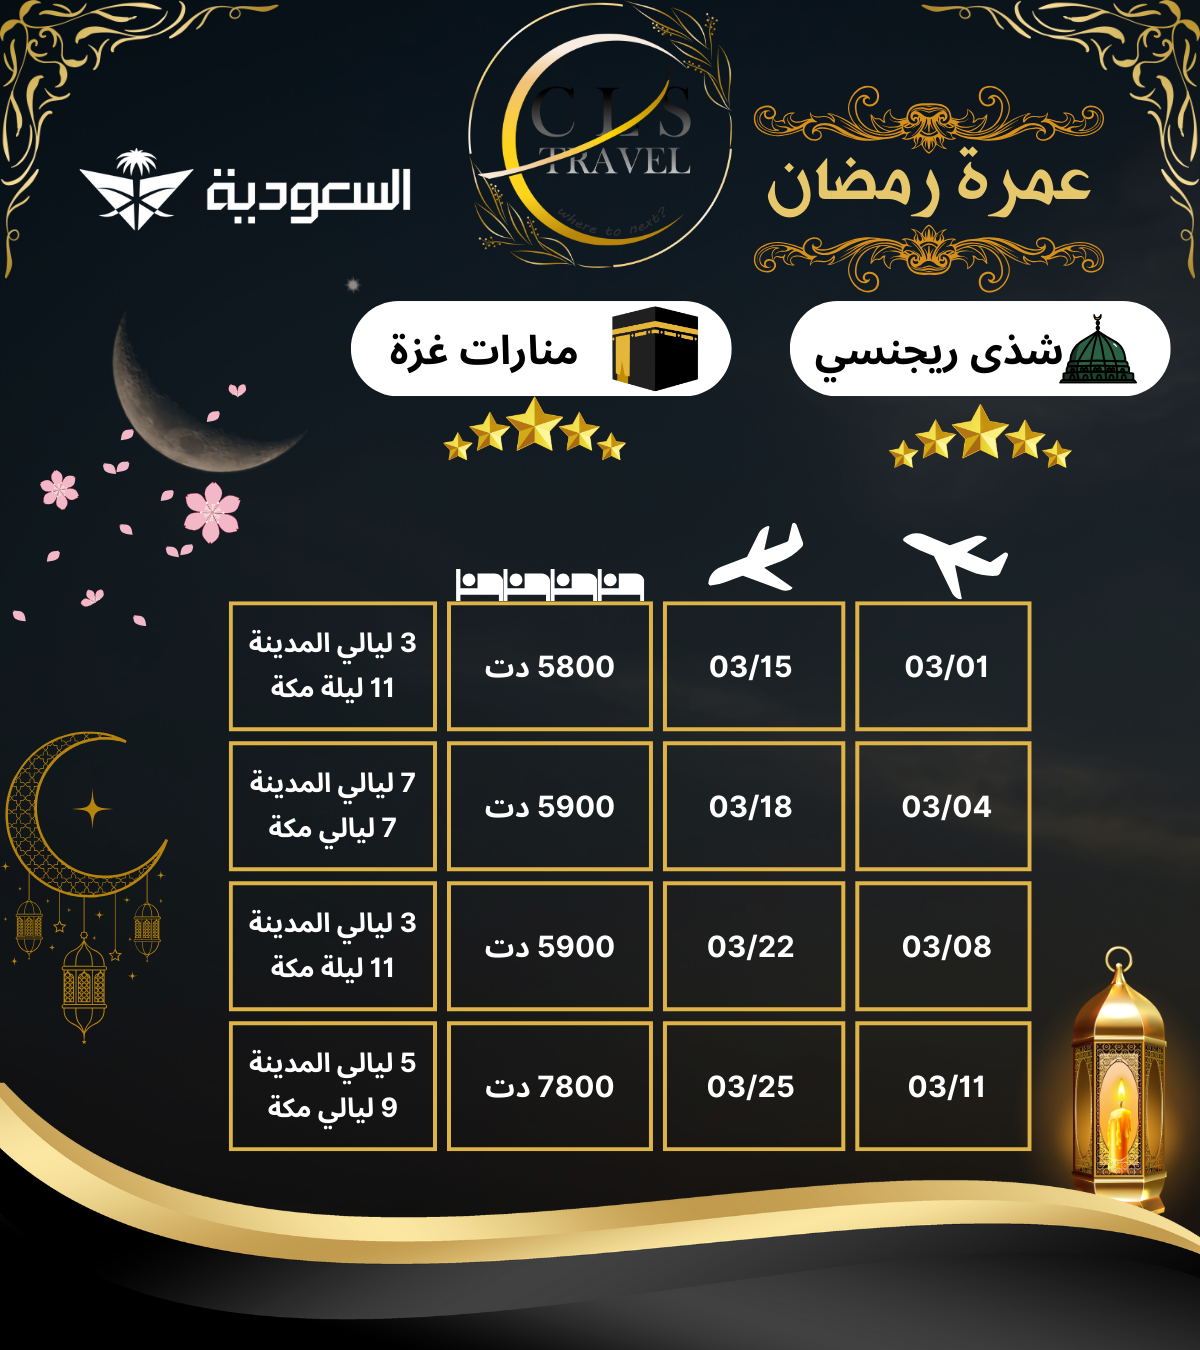 C L S
TRAVEL
where to next?
السعودية
عمرة رمضان
شذى ريجنسي
منارات غزة
03/01
03/15
5800 دت
3 ليالي المدينة
11 ليلة مكة
03/04
03/18
5900 دت
7 ليالي المدينة
7 ليالي مكة
03/08
03/22
5900 دت
3 ليالي المدينة
11 ليلة مكة
03/11
03/25
7800 دت
5 ليالي المدينة
9 ليالي مكة